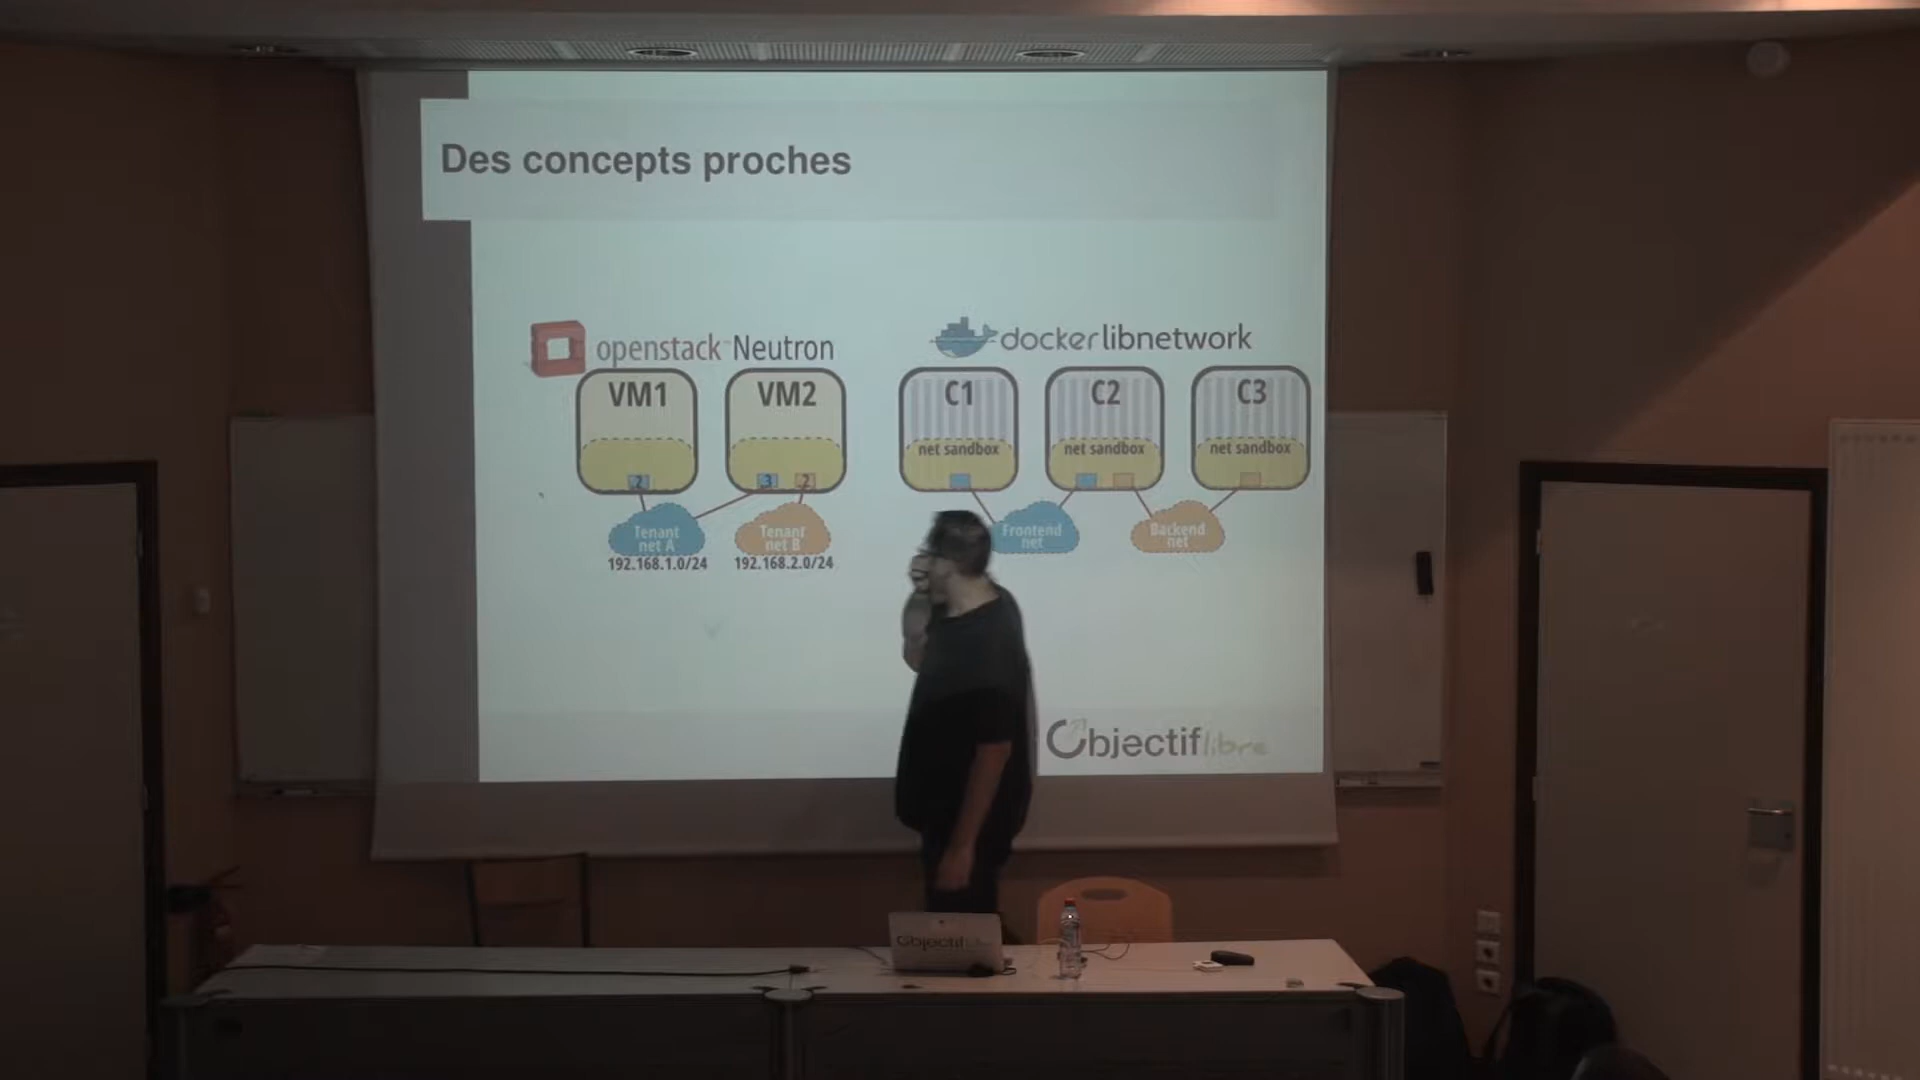 Des concepts proches
openstack™ Neutron
docker libnetwork
VM1
VM2
C1
C2
C3
net sandbox
net sandbox
net sandbox
2
3
2
Tenant
net A
Tenant
net B
Frontend
net
Backend
net
192.168.1.0/24
192.168.2.0/24
Objectif libre
Objectif